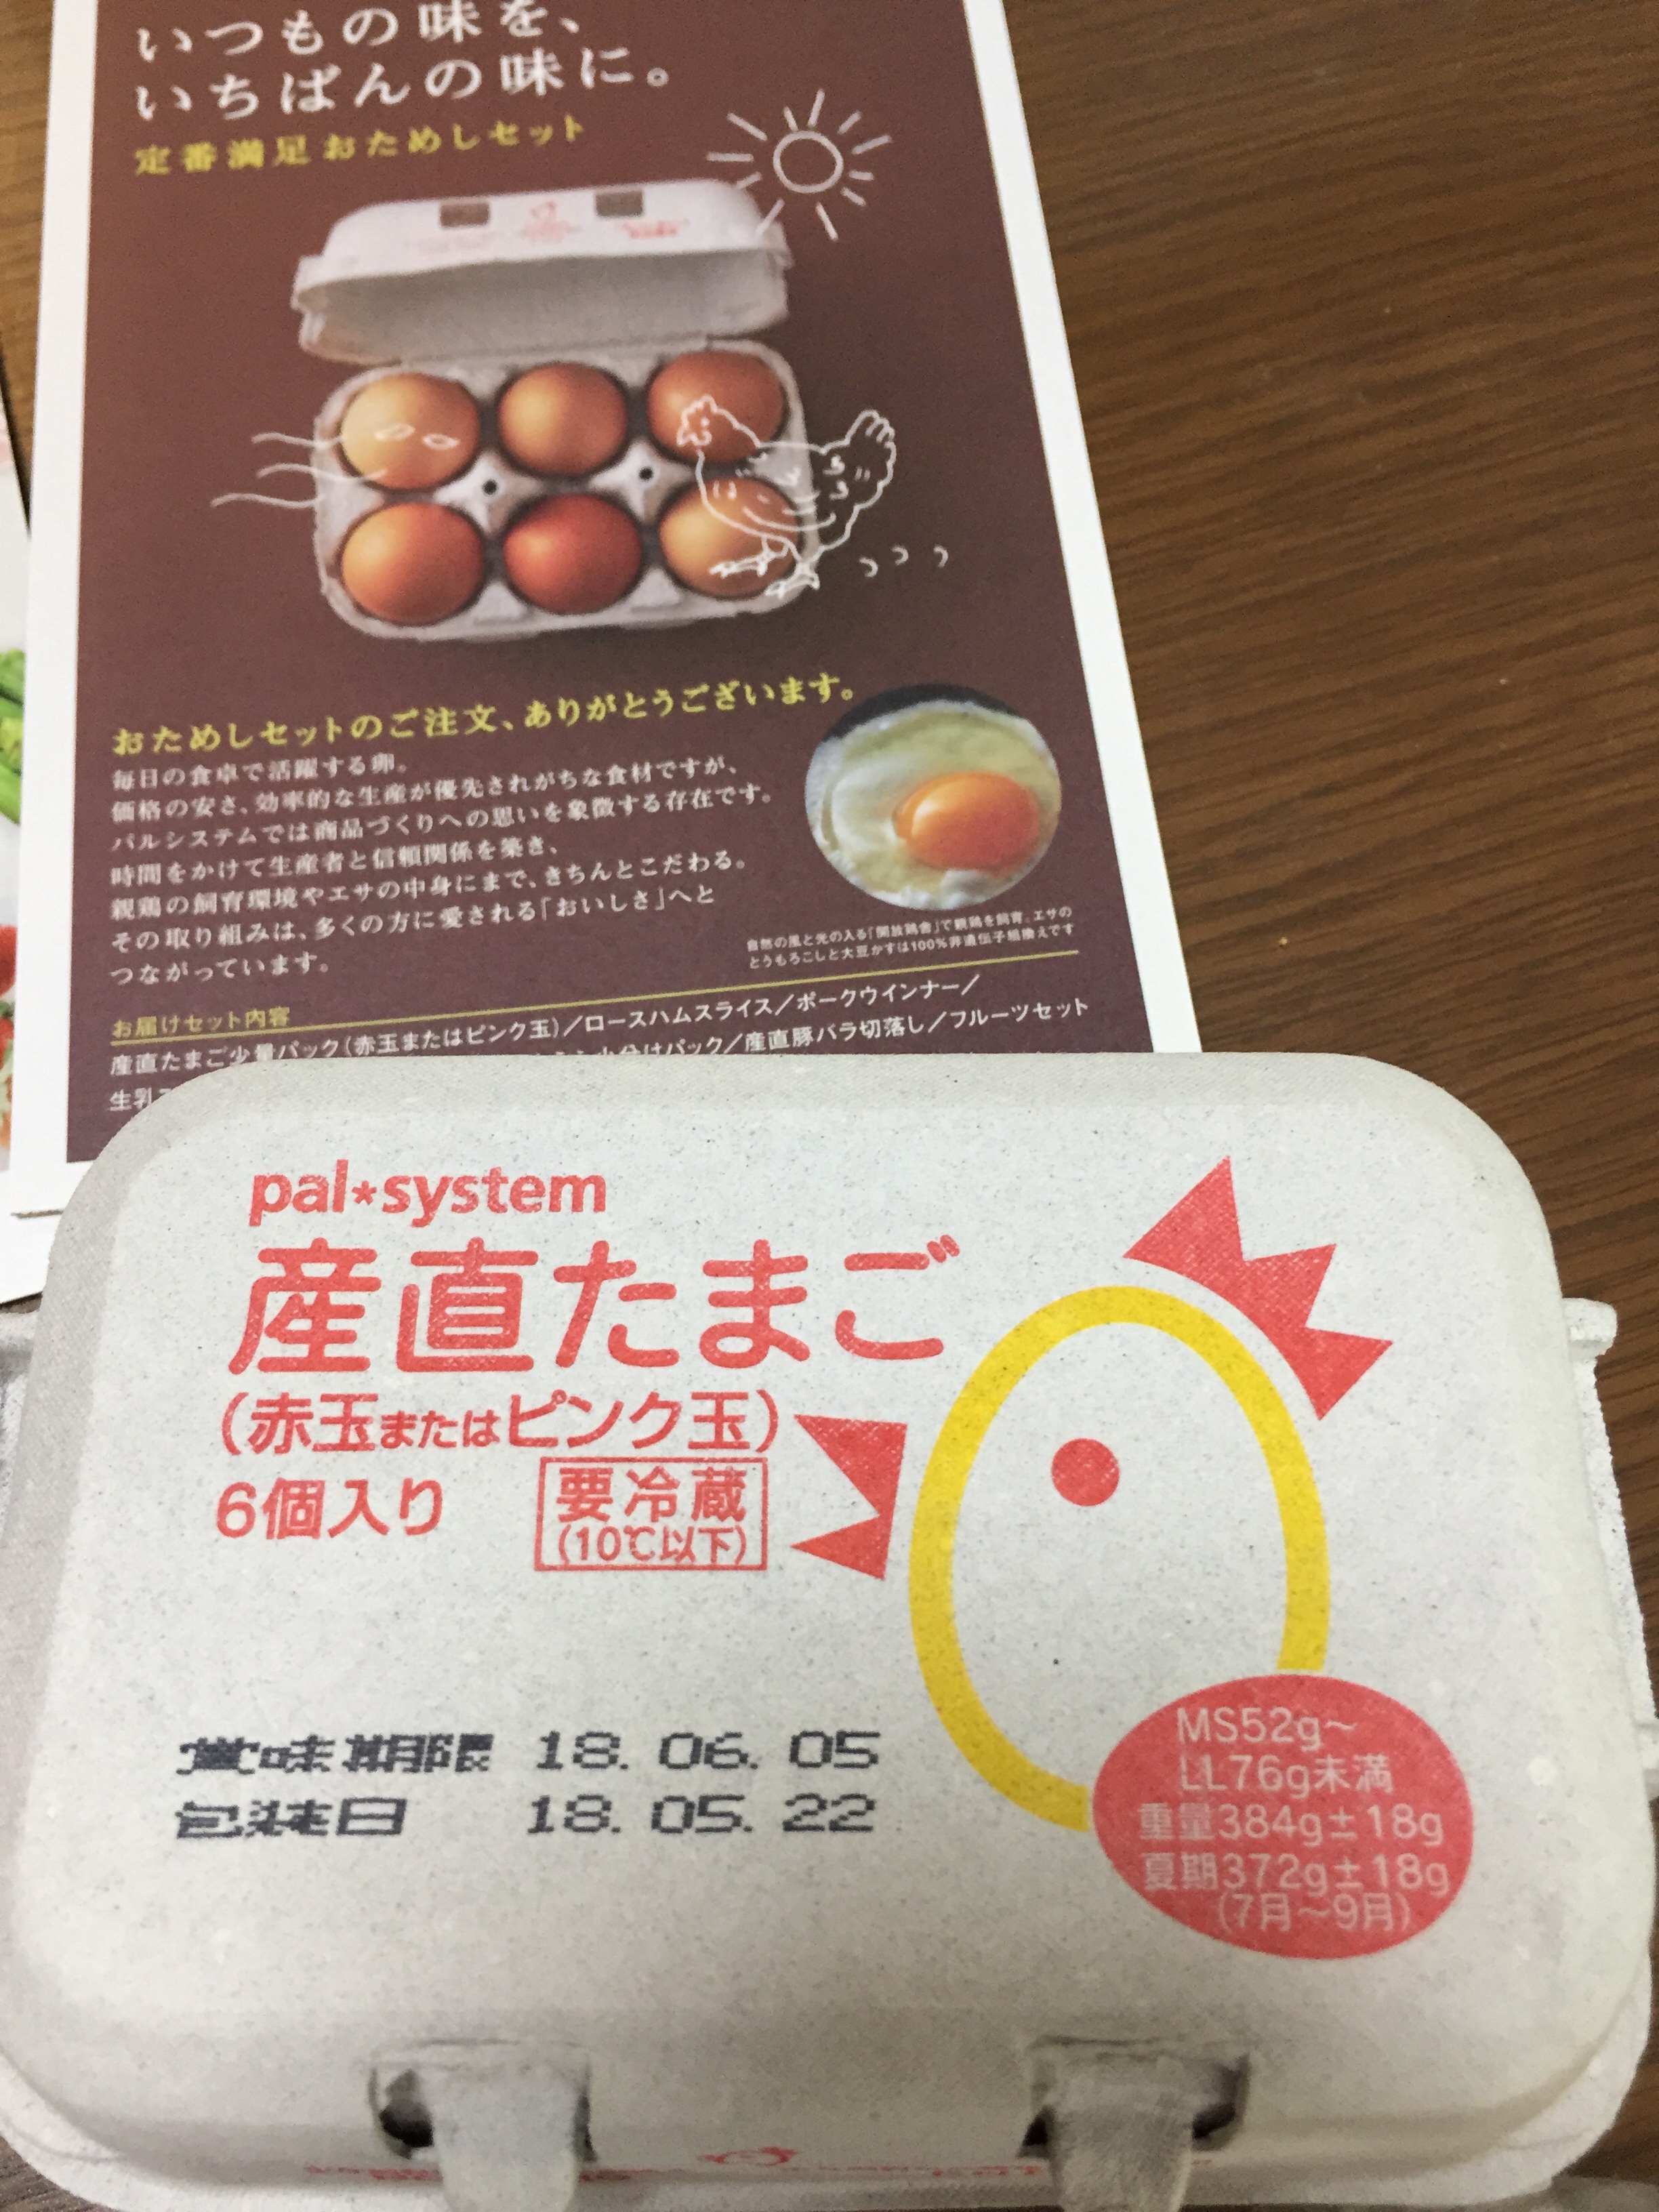 いつもの味を、
いちばんの味に。
定番満足おためしセット
おためしセットのご注文、ありがとうございます。
毎日の食卓で活躍する卵。
価格の安さ、効率的な生産が優先されがちな食材ですが、
パルシステムでは商品づくりへの思いを象徴する存在です。
時間をかけて生産者と信頼関係を築き、
親鶏の飼育環境やエサの中身にまで、きちんとこだわる。
その取り組みは、多くの方に愛される「おいしさ」へと
つながっています。
自然の風と光の入る「開放鶏舎」で親鶏を飼育。エサの
とうもろこしと大豆かすは100%非遺伝子組換えです
お届けセット内容
産直たまご少量パック(赤玉またはピンク玉)/ロースハムスライス/ポークウインナー/
小分けパック/産直豚バラ切落し/フルーツセット
生乳
pal*system
産直たまご
(赤玉またはピンク玉)
6個入り
要冷蔵
(10℃以下)
賞味期限 18.06.05
包装日 18.05.22
MS52g～
LL76g未満
重量384g±18g
夏期372g±18g
(7月～9月)